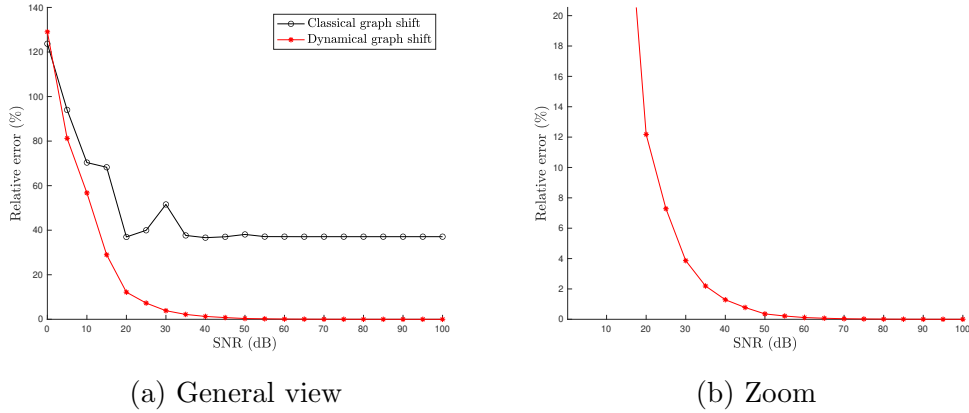 140
120
100
80
60
40
20
0
Relative error (%)
Classical graph shift
Dynamical graph shift
0 10 20 30 40 50 60 70 80 90 100
SNR (dB)
(a) General view
20
18
16
14
12
10
8
6
4
2
0
Relative error (%)
10 20 30 40 50 60 70 80 90 100
SNR (dB)
(b) Zoom